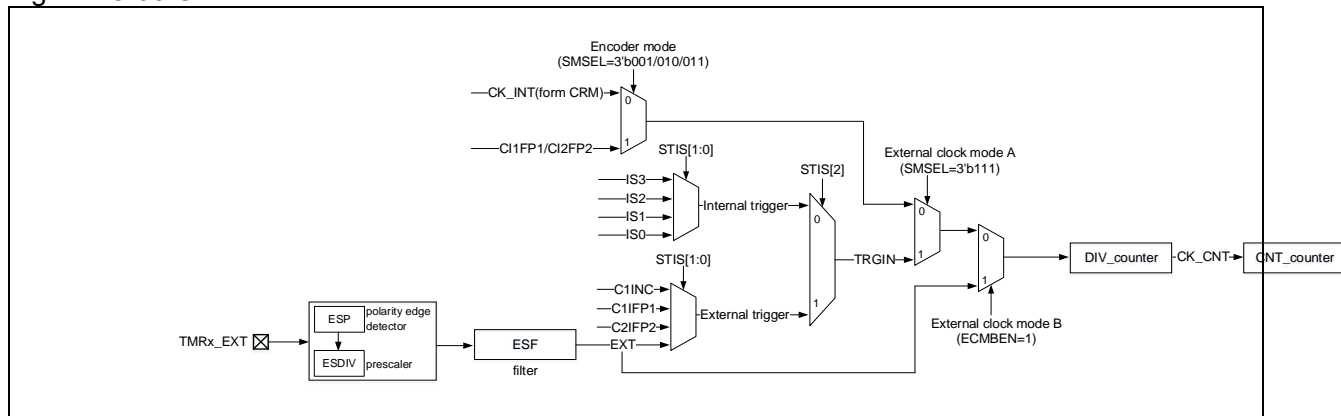 Encoder mode
(SMSEL=3'b001/010/011)
CK_INT(form CRM)
0
1
CI1FP1/CI2FP2
STIS[1:0]
IS3
IS2
IS1
IS0
Internal trigger
STIS[2]
0
1
TRGIN
External clock mode A
(SMSEL=3'b111)
0
1
0
1
DIV_counter
CK_CNT
CNT_counter
STIS[1:0]
C1INC
C1IFP1
C2IFP2
EXT
External trigger
External clock mode B
(ECMBEN=1)
TMRx_EXT
ESP
polarity edge
detector
ESDIV
prescaler
ESF
filter